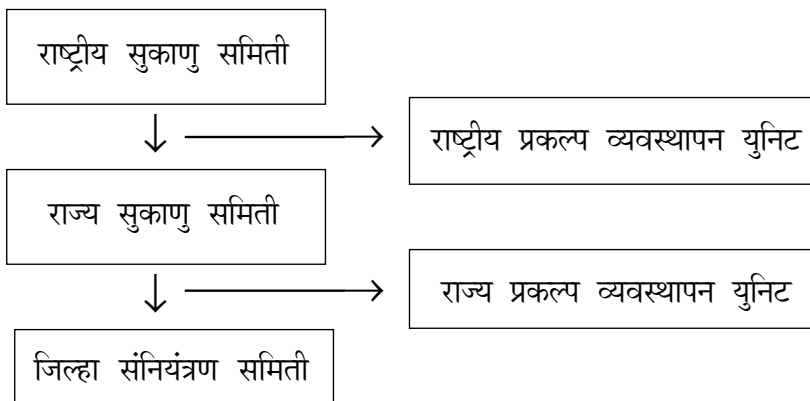 राष्ट्रीय सुकाणु समिती
राष्ट्रीय प्रकल्प व्यवस्थापन युनिट
राज्य सुकाणु समिती
राज्य प्रकल्प व्यवस्थापन युनिट
जिल्हा संनियंत्रण समिती